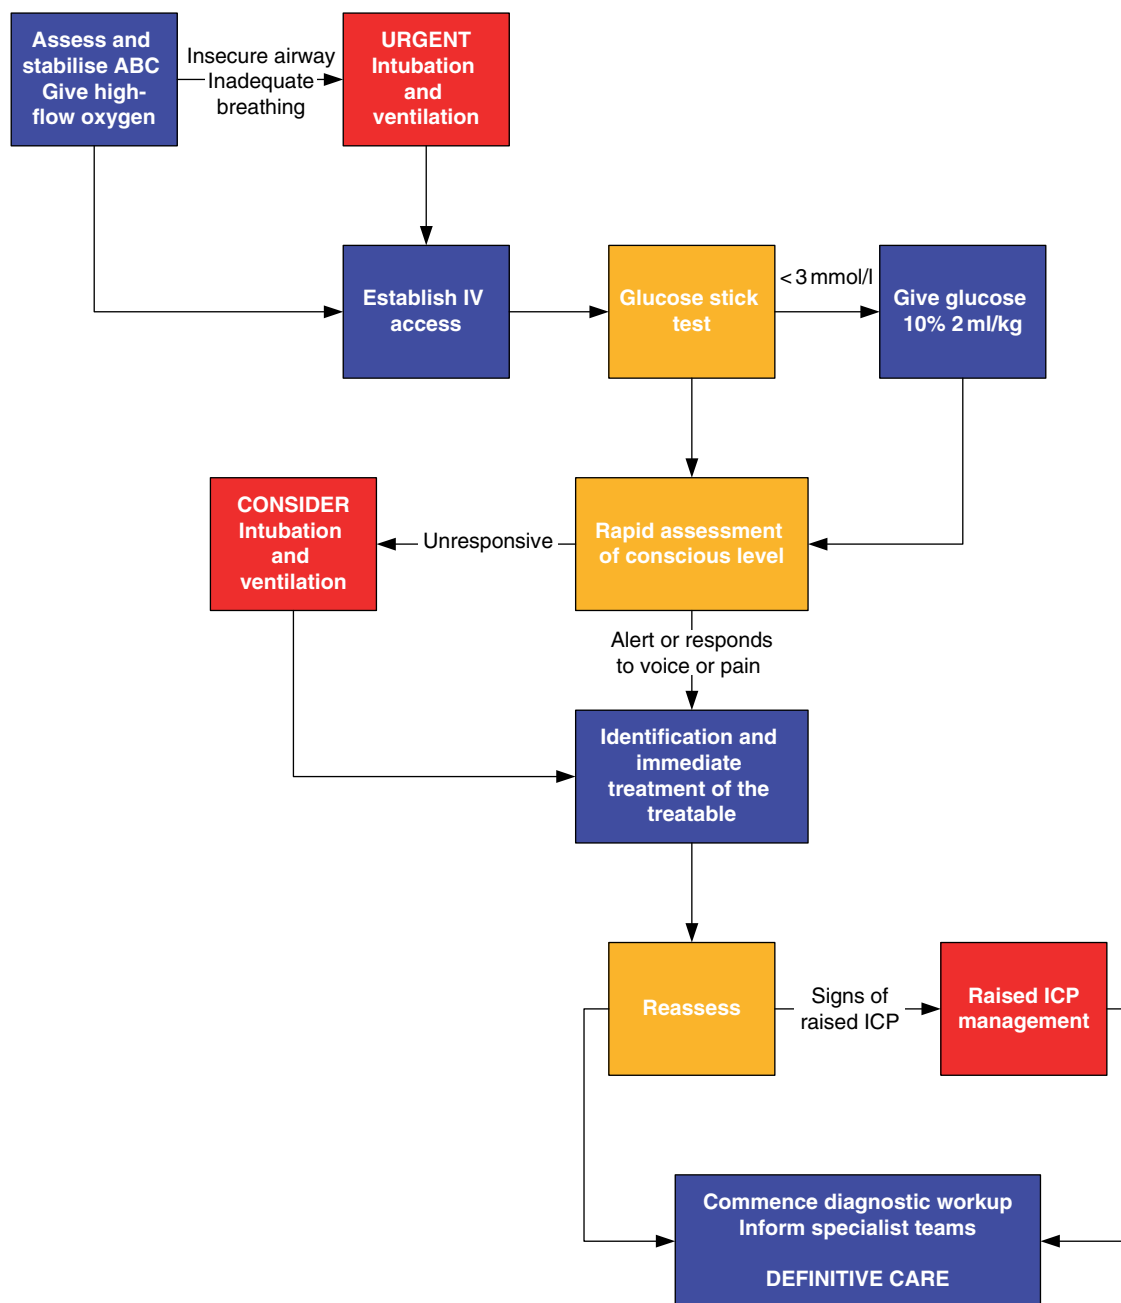 Assess and
stabilise ABC
Give high-
flow oxygen
Insecure airway
Inadequate
breathing
URGENT
Intubation
and
ventilation
Establish IV
access
Glucose stick
test
< 3 mmol/l
Give glucose
10% 2 ml/kg
CONSIDER
Intubation
and
ventilation
Unresponsive
Rapid assessment
of conscious level
Alert or responds
to voice or pain
Identification and
immediate
treatment of the
treatable
Reassess
Signs of
raised ICP
Raised ICP
management
Commence diagnostic workup
Inform specialist teams
DEFINITIVE CARE